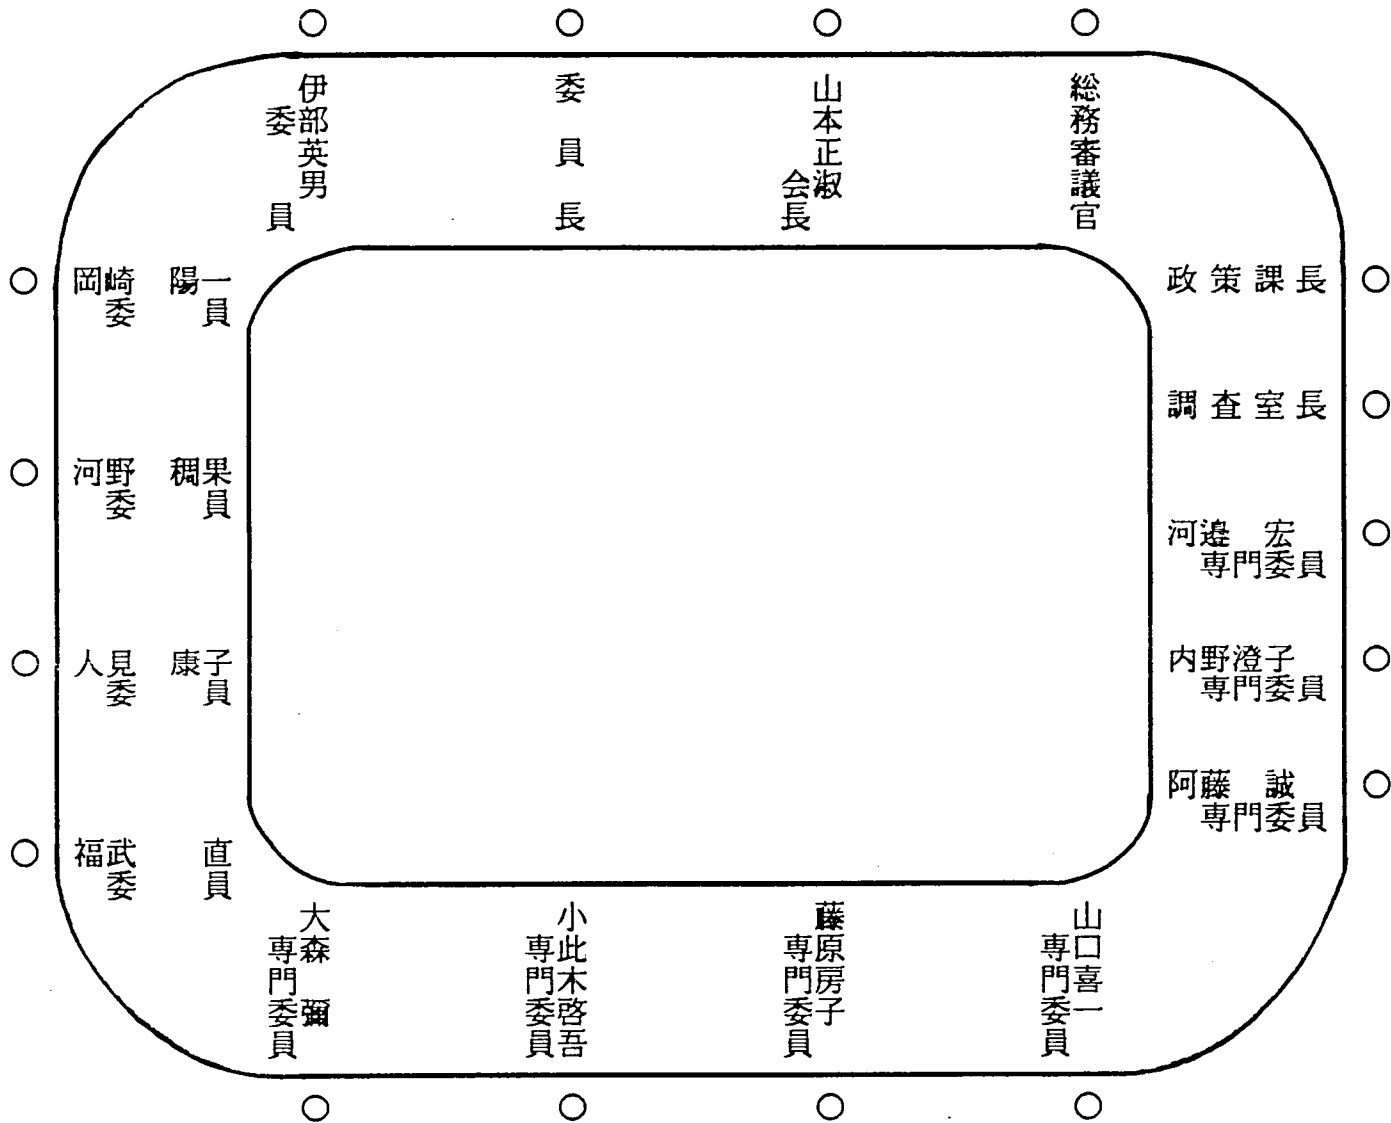 伊部英男
委員
委員長
山本正淑
会長
総務審議官
岡崎 陽一
委員
河野 稠果
委員
人見 康子
委員
福武 直
委員
政策課長
調査室長
河邉 宏
専門委員
内野澄子
専門委員
阿藤 誠
専門委員
大森 彌
専門委員
小此木啓吾
専門委員
藤原房子
専門委員
山口喜一
専門委員